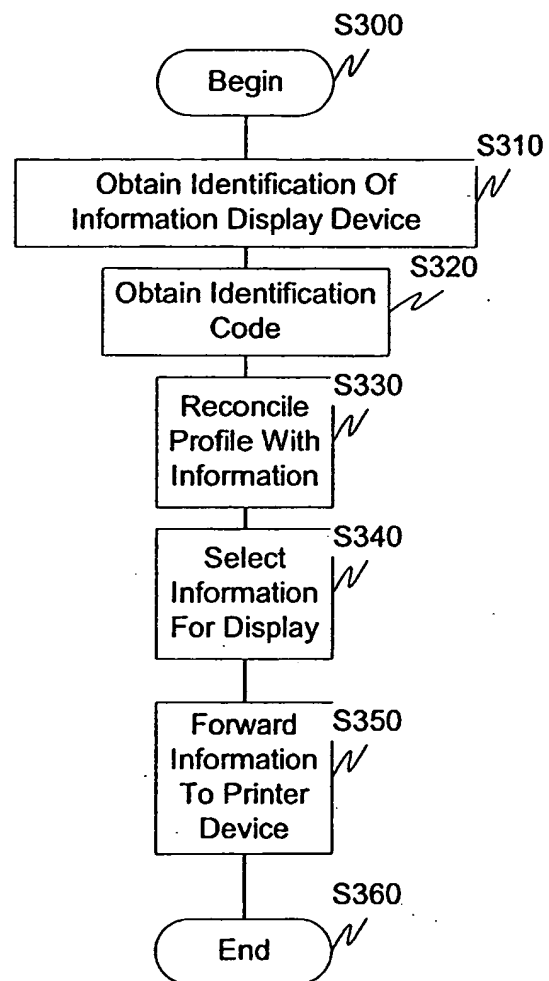 S300
Begin
S310
Obtain Identification Of
Information Display Device
S320
Obtain Identification
Code
S330
Reconcile
Profile With
Information
S340
Select
Information
For Display
S350
Forward
Information
To Printer
Device
S360
End